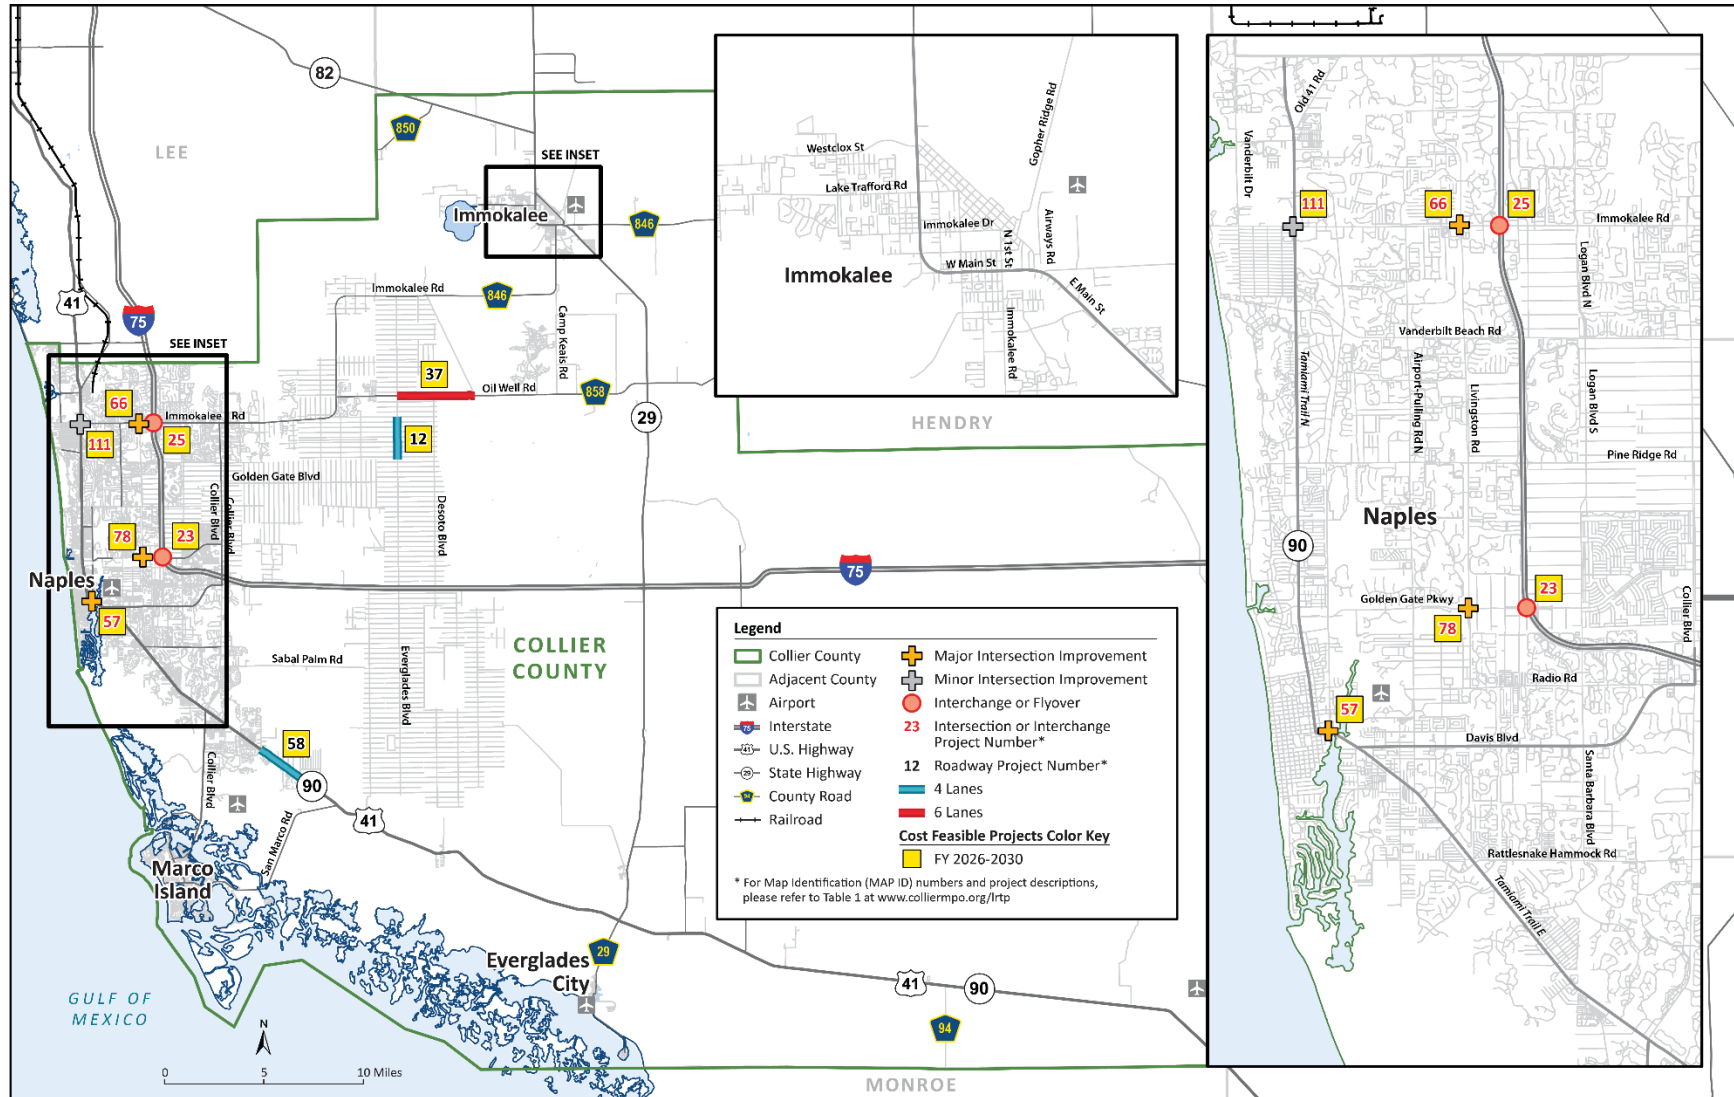 82
850
LEE
SEE INSET
Immokalee
846
41
75
Immokalee Rd
846
Camp Keais Rd
SEE INSET
37
Oil Well Rd
858
29
66
Immokalee Rd
111
25
12
Golden Gate Blvd
Collier Blvd
Collier Blvd
Desoto Blvd
78
23
Naples
57
75
HENDRY
COLLIER
COUNTY
Sabal Palm Rd
Everglades Blvd
58
90
41
Collier Blvd
San Marco Rd
Marco
Island
Everglades
City
29
41
90
94
GULF OF
MEXICO
N
0
5
10 Miles
MONROE
Westclox St
Lake Trafford Rd
Gopher Ridge Rd
Immokalee Dr
N 1st St
Airways Rd
W Main St
E Main St
Immokalee
Immokalee Rd
Legend
Collier County
Adjacent County
Airport
75
Interstate
41
U.S. Highway
29
State Highway
94
County Road
Railroad
Major Intersection Improvement
Minor Intersection Improvement
Interchange or Flyover
23
Intersection or Interchange
Project Number*
12
Roadway Project Number*
4 Lanes
6 Lanes
Cost Feasible Projects Color Key
FY 2026-2030
* For Map Identification (MAP ID) numbers and project descriptions,
please refer to Table 1 at www.colliermpo.org/lrtp
Old 41 Rd
Vanderbilt Dr
111
66
25
Immokalee Rd
Logan Blvd N
Vanderbilt Beach Rd
Tamiami Trail N
Airport-Pulling Rd N
Livingston Rd
Logan Blvd S
Pine Ridge Rd
Naples
90
Golden Gate Pkwy
78
23
Collier Blvd
Radio Rd
57
Davis Blvd
Santa Barbara Blvd
Rattlesnake Hammock Rd
Tamiami Trail E